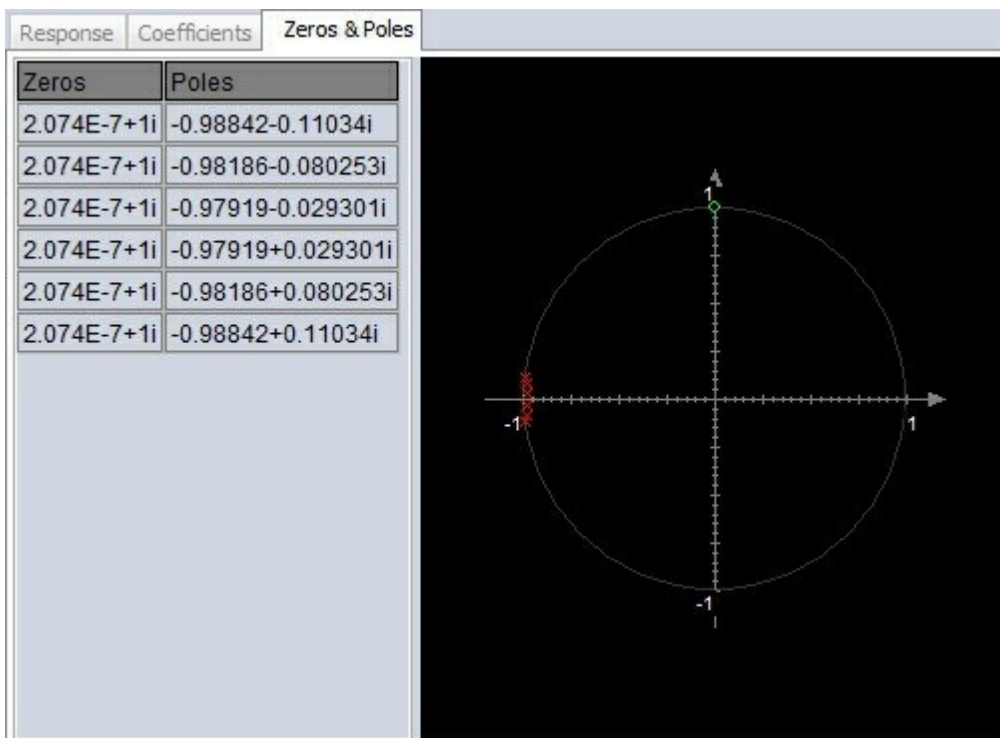 Response Coefficients Zeros & Poles
Zeros Poles
2.074E-7+1i -0.98842-0.11034i
2.074E-7+1i -0.98186-0.080253i
2.074E-7+1i -0.97919-0.029301i
2.074E-7+1i -0.97919+0.029301i
2.074E-7+1i -0.98186+0.080253i
2.074E-7+1i -0.98842+0.11034i
1
-1 1
-1